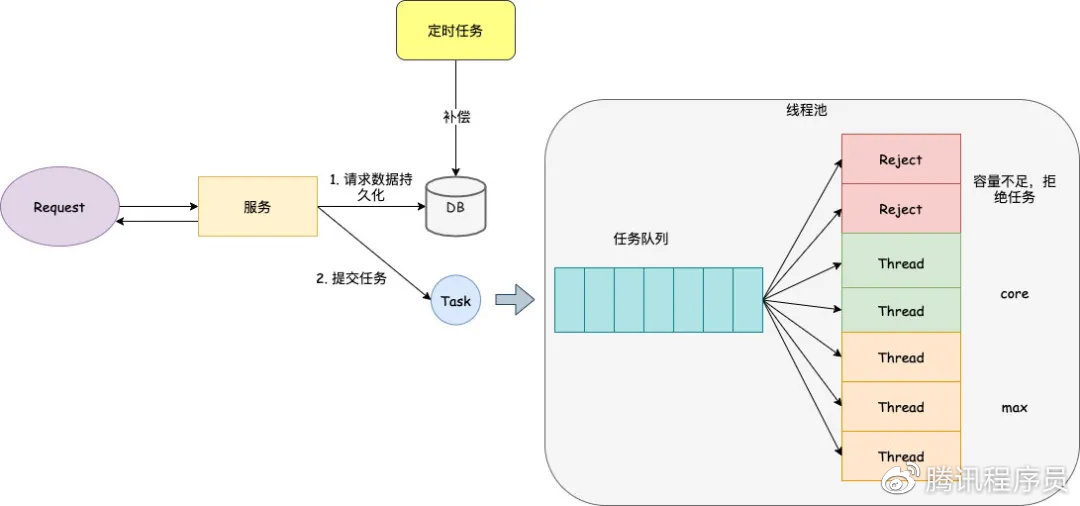 定时任务
补偿
线程池
Request
服务
1. 请求数据持
久化
DB
2. 提交任务
Task
任务队列
Reject
Reject
容量不足，拒
绝任务
Thread
Thread
core
Thread
Thread
max
Thread
腾讯程序员